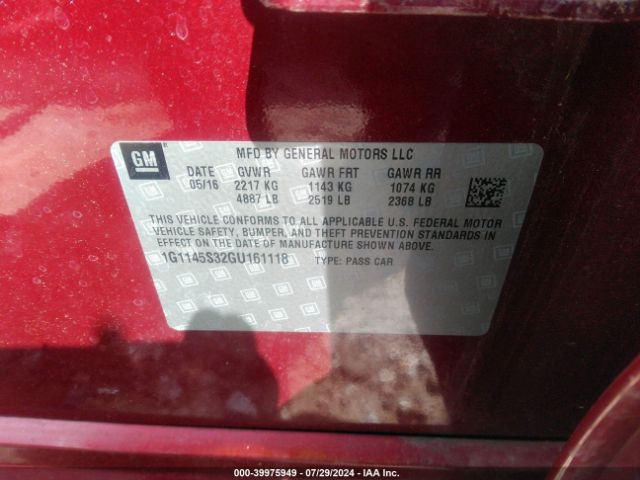 GM
MFD BY GENERAL MOTORS LLC
DATE GVWR GAWR FRT GAWR RR
05/16 2217 KG 1143 KG 1074 KG
4887 LB 2519 LB 2368 LB
THIS VEHICLE CONFORMS TO ALL APPLICABLE U.S. FEDERAL MOTOR
VEHICLE SAFETY, BUMPER, AND THEFT PREVENTION STANDARDS
IN EFFECT ON THE DATE OF MANUFACTURE SHOWN ABOVE.
1G1145S32GU161118 TYPE: PASS CAR
000-39975949 - 07/29/2024 - IAA Inc.